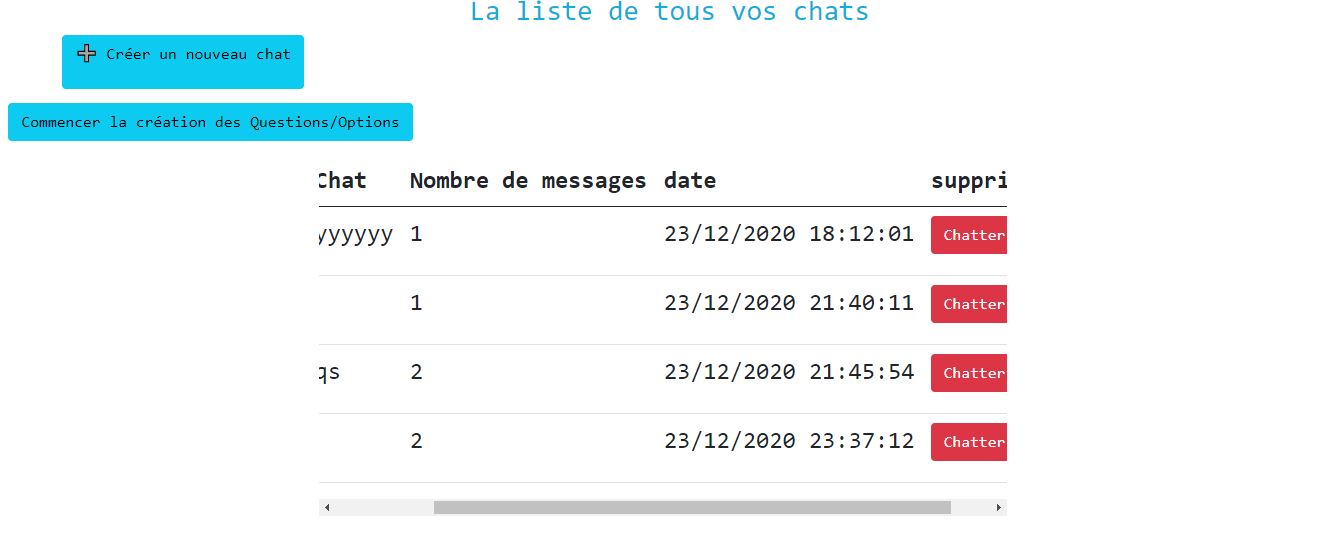 La liste de tous vos chats
Créer un nouveau chat
Commencer la création des Questions/Options
Chat Nombre de messages date suppri
yyyyyy 1 23/12/2020 18:12:01 Chatter
1 23/12/2020 21:40:11 Chatter
qs 2 23/12/2020 21:45:54 Chatter
2 23/12/2020 23:37:12 Chatter